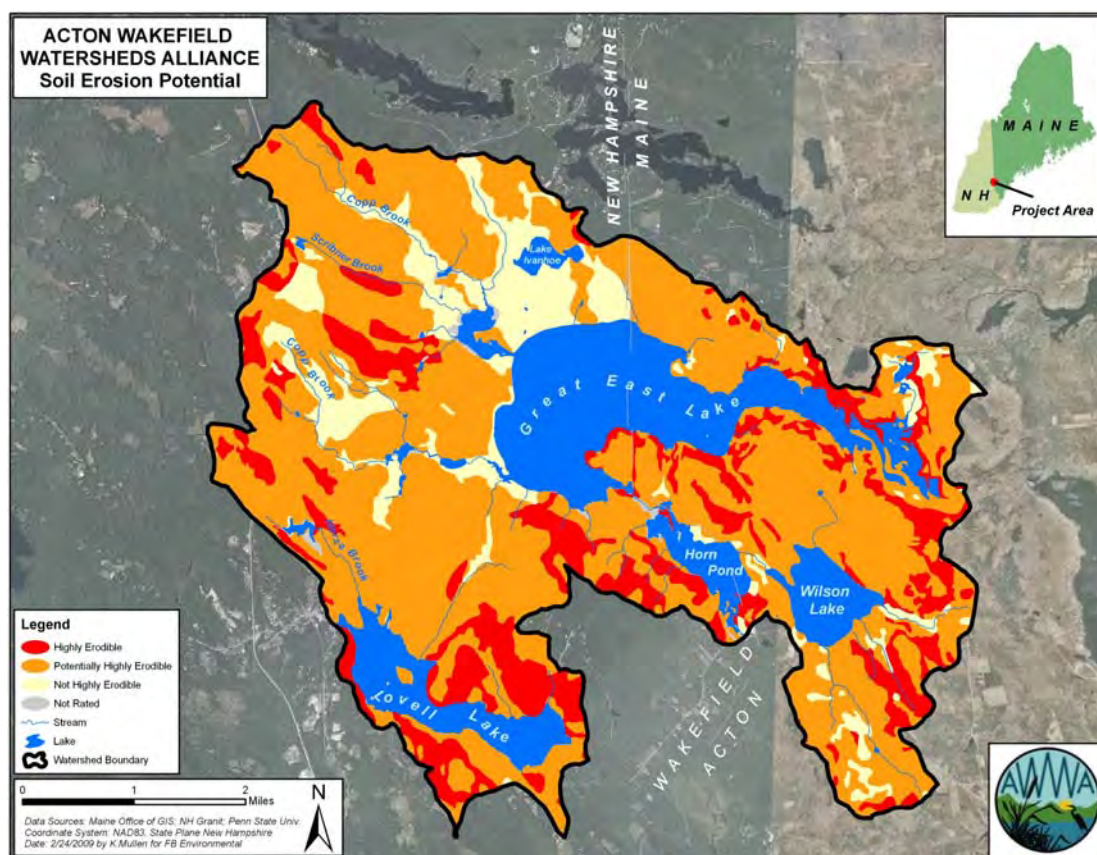 ACTON WAKEFIELD
WATERSHEDS ALLIANCE
Soil Erosion Potential
NEW HAMPSHIRE
MAINE
MAINE
NH
Project Area
Copp Brook
Scribner Brook
Lake
Ivanhoe
Copp Brook
Great East Lake
Brook
Horn
Pond
Wilson
Lake
Lovell Lake
WAKEFIELD
ACTON
Legend
Highly Erodible
Potentially Highly Erodible
Not Highly Erodible
Not Rated
Stream
Lake
Watershed Boundary
0 1 2
Miles
N
Data Sources: Maine Office of GIS; NH Granit; Penn State Univ.
Coordinate System: NAD83, State Plane New Hampshire
Date: 2/24/2009 by K.Mullen for FB Environmental
AWWA